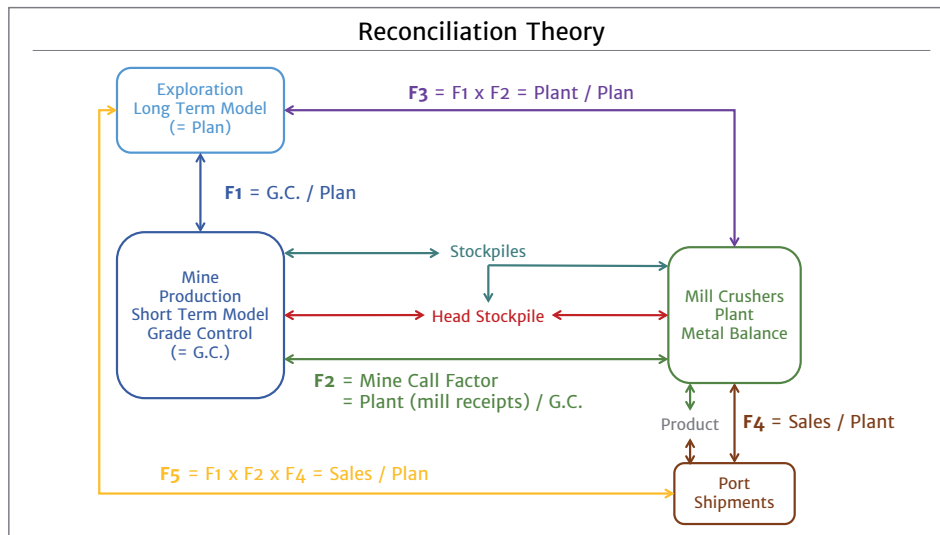 Reconciliation Theory
Exploration
Long Term Model
(= Plan)
F3 = F1 x F2 = Plant / Plan
F1 = G.C. / Plan
Mine
Production
Short Term Model
Grade Control
(= G.C.)
Stockpiles
Head Stockpile
Mill Crushers
Plant
Metal Balance
F2 = Mine Call Factor
= Plant (mill receipts) / G.C.
Product
F4 = Sales / Plant
F5 = F1 x F2 x F4 = Sales / Plan
Port
Shipments